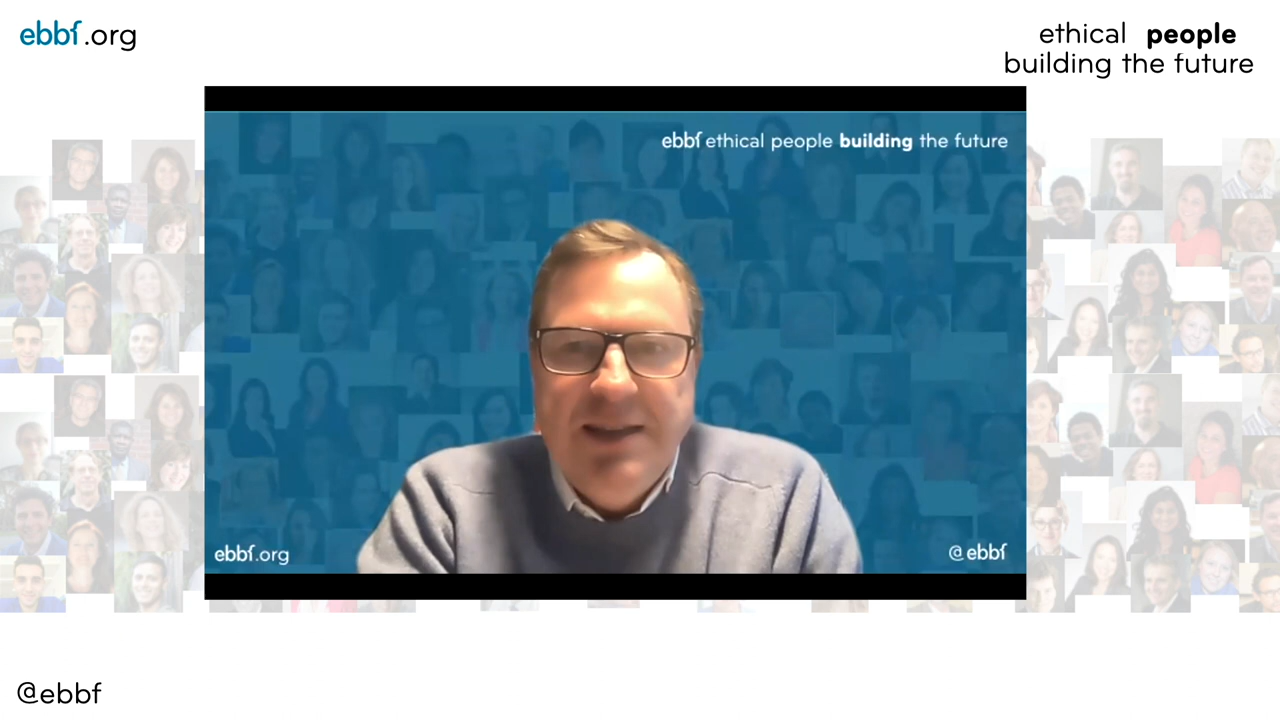 ebbf.org
ethical people
building the future
ebbf ethical people building the future
ebbf.org
@ebbf
@ebbf